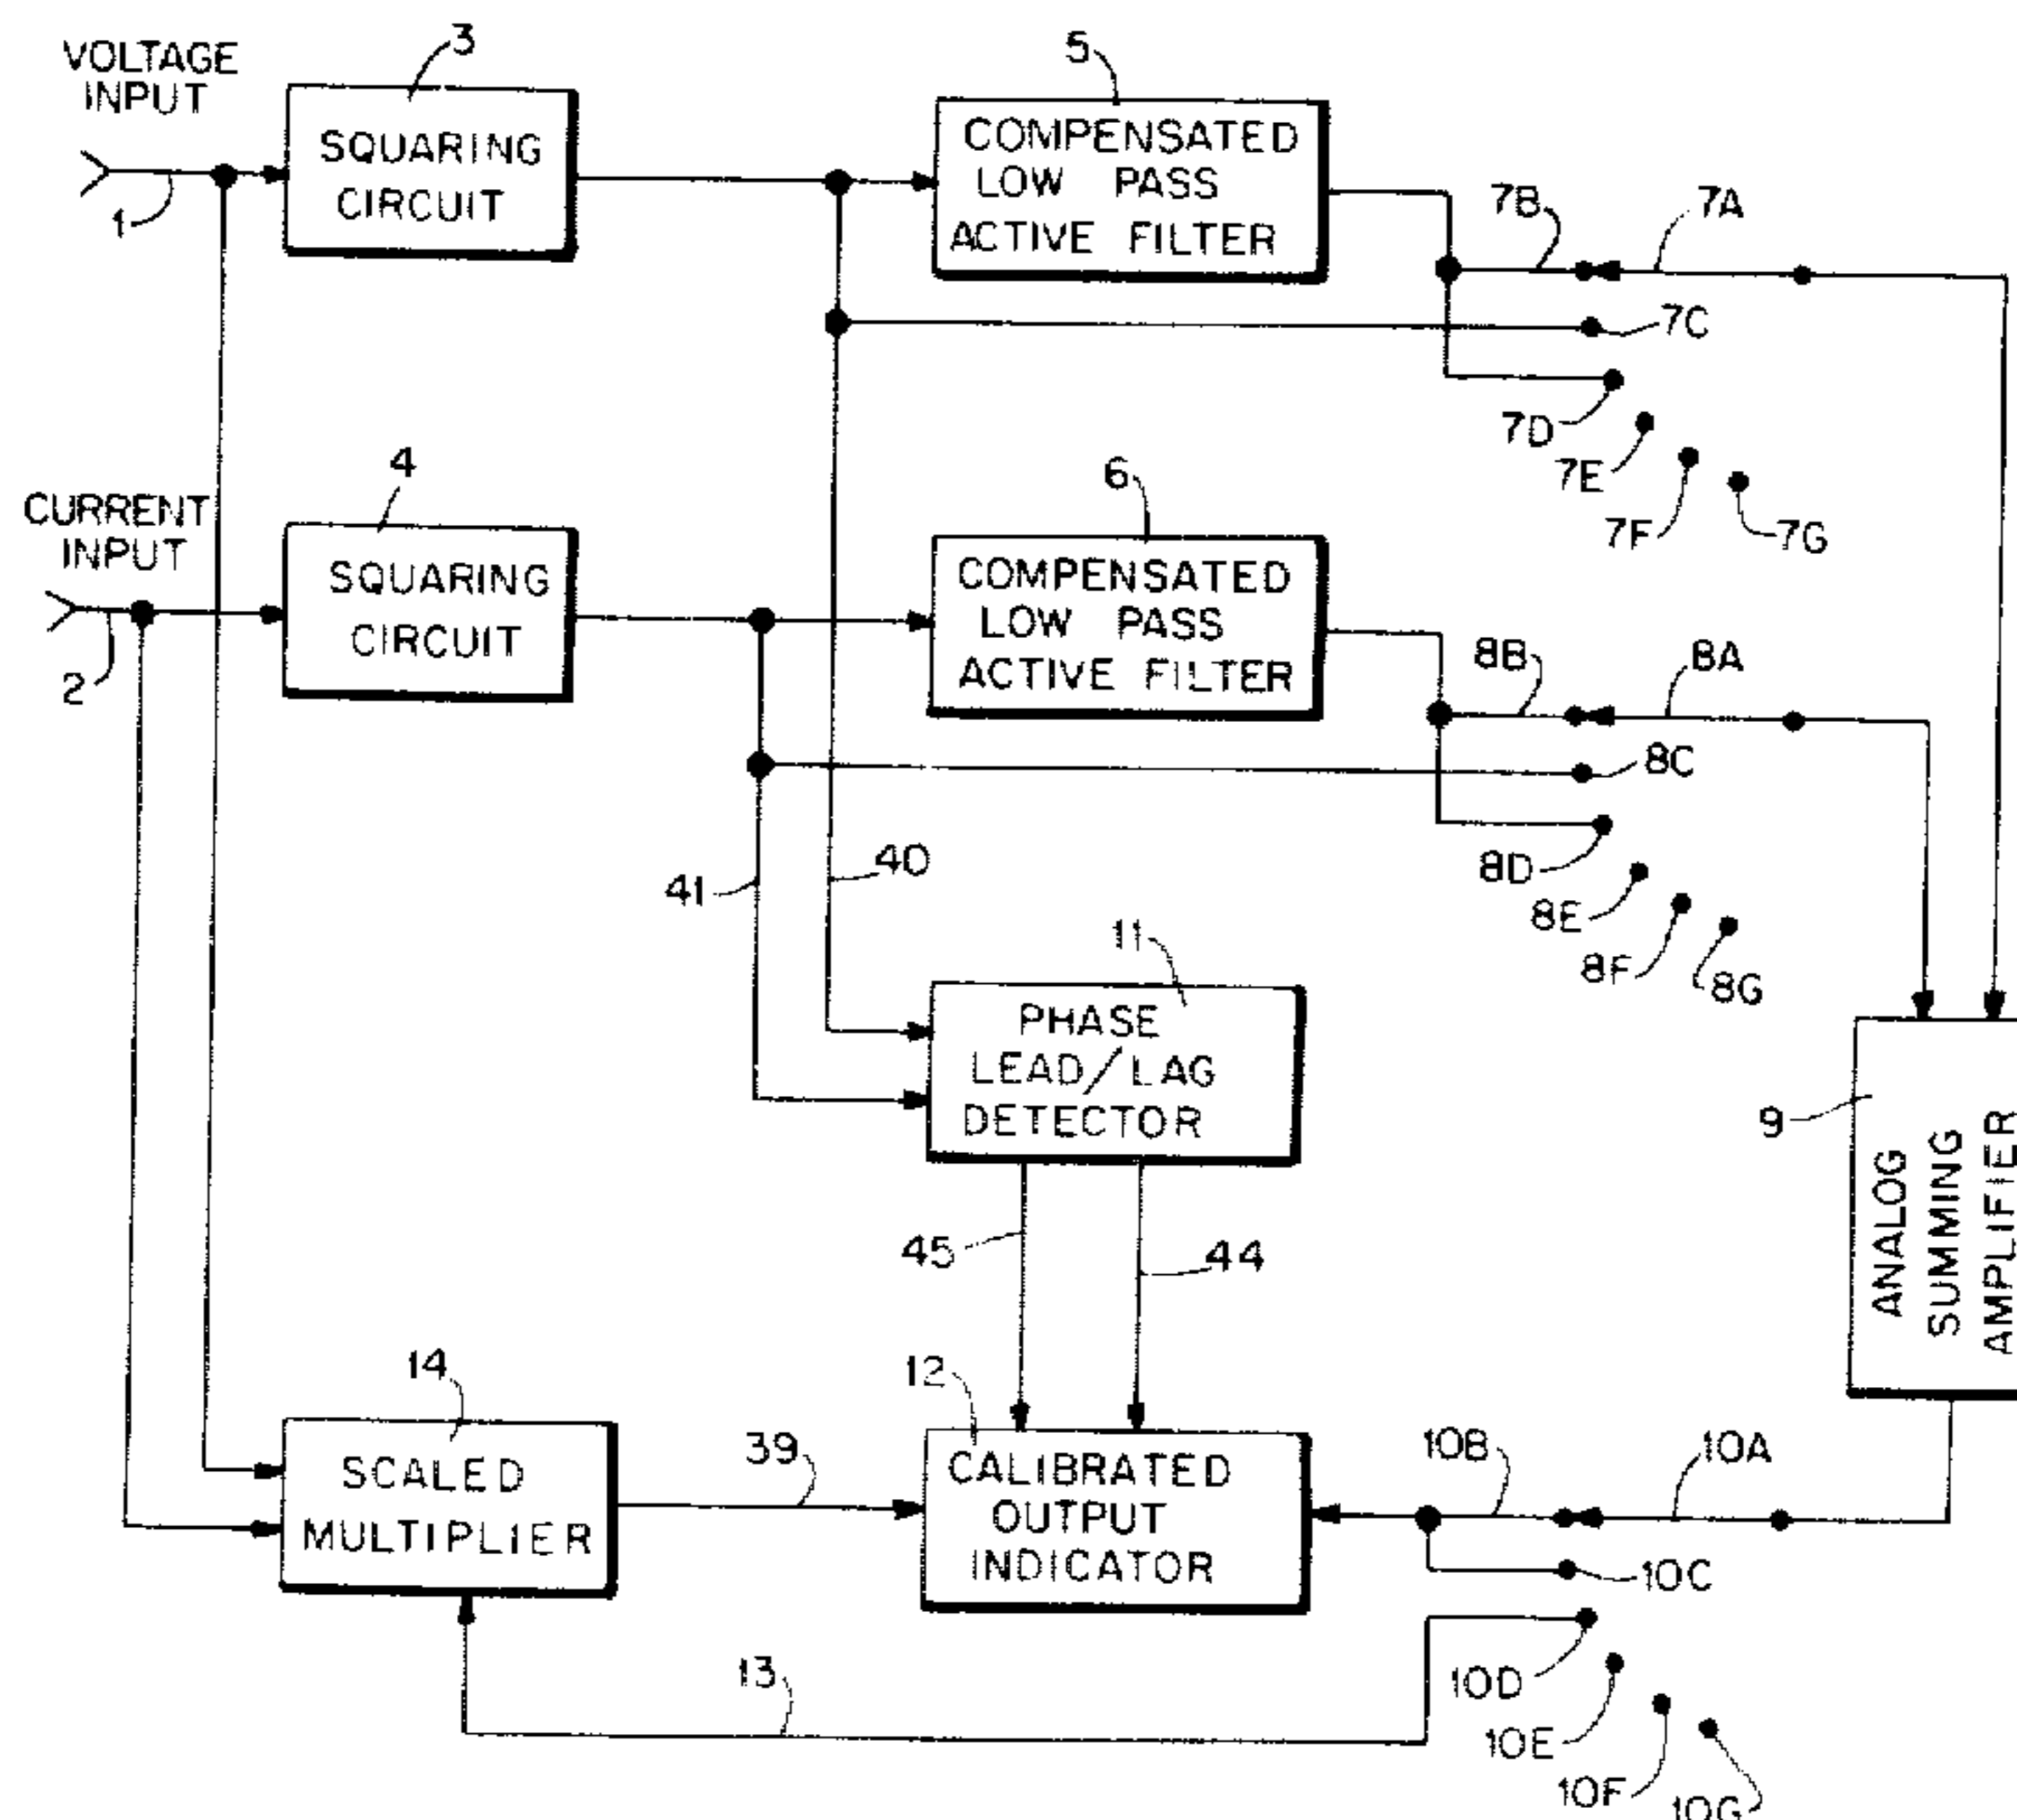 VOLTAGE
INPUT
3
5
SQUARING
CIRCUIT
COMPENSATED
LOW PASS
ACTIVE FILTER
1
7B
7A
7C
7D
7E
7F
7G
CURRENT
INPUT
4
6
SQUARING
CIRCUIT
COMPENSATED
LOW PASS
ACTIVE FILTER
2
8B
8A
8C
8D
8E
8F
8G
41
40
11
PHASE
LEAD/LAG
DETECTOR
9
ANALOG
SUMMING
AMPLIFIER
45
44
14
12
SCALED
MULTIPLIER
39
CALIBRATED
OUTPUT
INDICATOR
10B
10A
10C
10D
10E
10F
10G
13